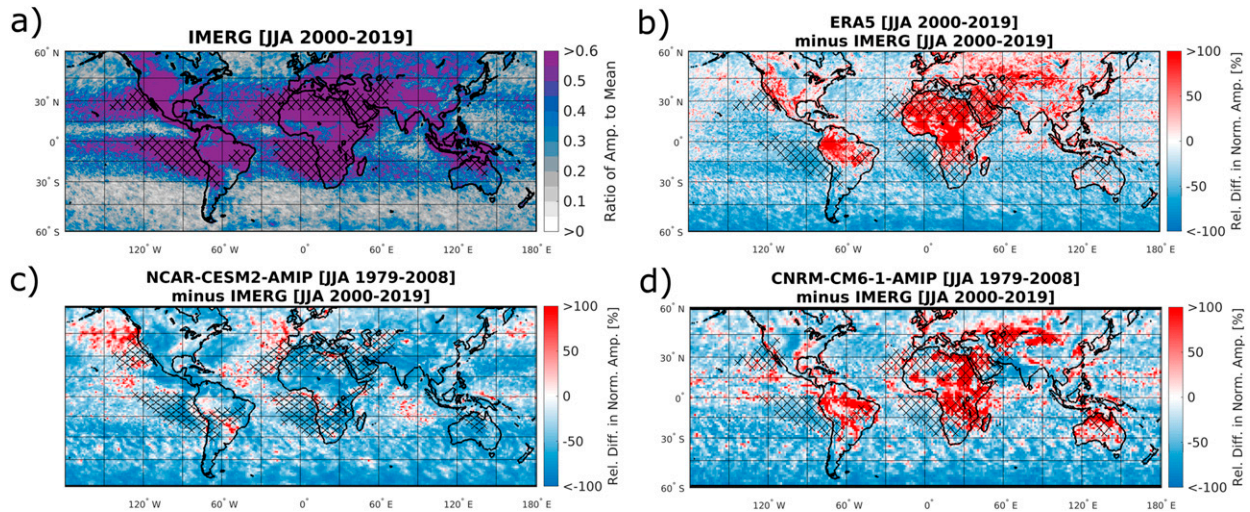 a)
IMERG [JJA 2000-2019]
60° N
30° N
0°
30° S
60° S
120° W
60° W
0°
60° E
120° E
180° E
>0.6
0.5
0.4
0.3
0.2
0.1
>0
Ratio of Amp. to Mean
b)
ERA5 [JJA 2000-2019]
minus IMERG [JJA 2000-2019]
60° N
30° N
0°
30° S
60° S
120° W
60° W
0°
60° E
120° E
180° E
>100
50
0
-50
<-100
Rel. Diff. in Norm. Amp. [%]
c)
NCAR-CESM2-AMIP [JJA 1979-2008]
minus IMERG [JJA 2000-2019]
60° N
30° N
0°
30° S
60° S
120° W
60° W
0°
60° E
120° E
180° E
>100
50
0
-50
<-100
Rel. Diff. in Norm. Amp. [%]
d)
CNRM-CM6-1-AMIP [JJA 1979-2008]
minus IMERG [JJA 2000-2019]
60° N
30° N
0°
30° S
60° S
120° W
60° W
0°
60° E
120° E
180° E
>100
50
0
-50
<-100
Rel. Diff. in Norm. Amp. [%]